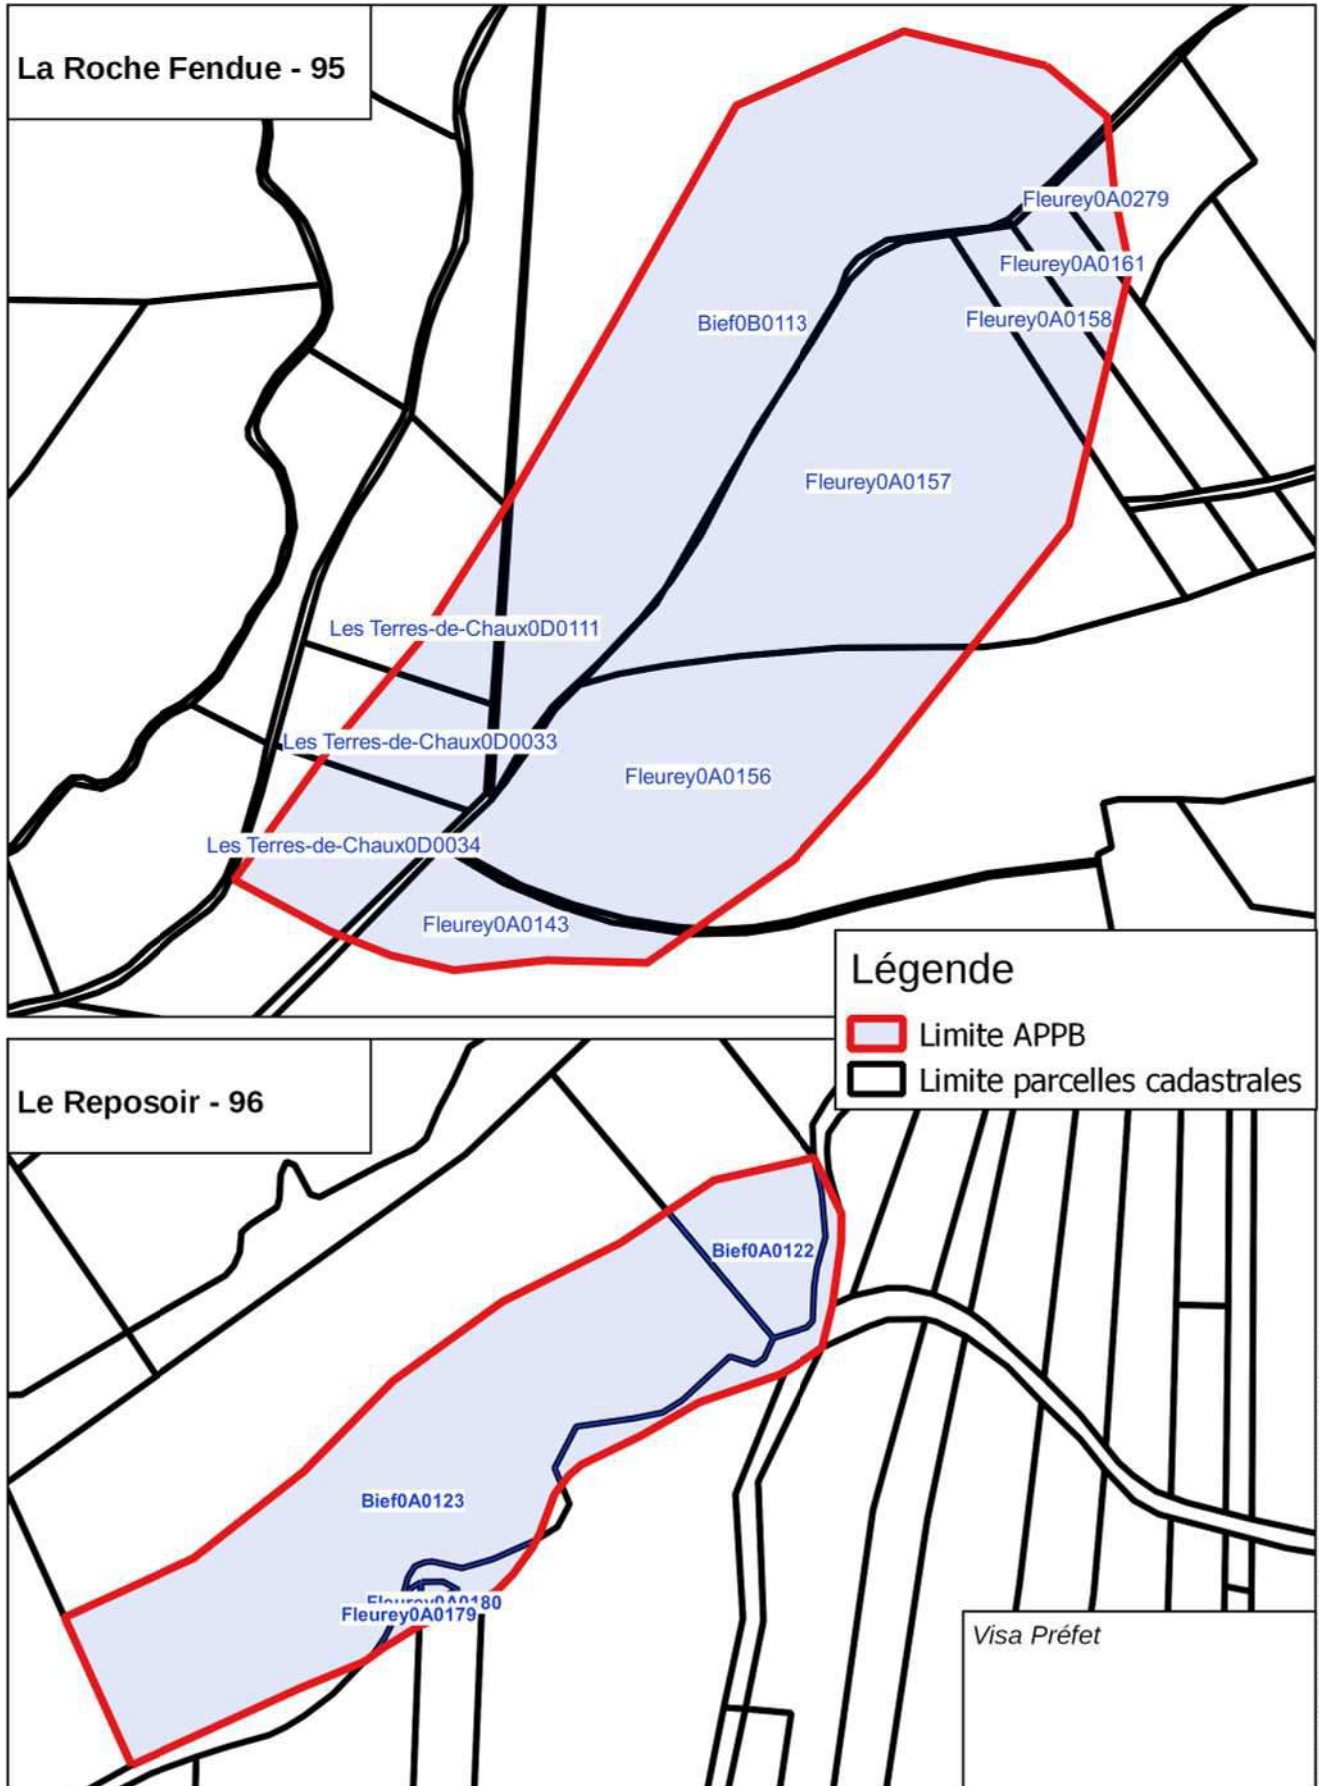 La Roche Fendue - 95
Fleurey0A0279
Fleurey0A0161
Fleurey0A0158
Bief0B0113
Fleurey0A0157
Les Terres-de-Chaux0D0111
Les Terres-de-Chaux0D0033
Fleurey0A0156
Les Terres-de-Chaux0D0034
Fleurey0A0143
Légende
Limite APPB
Limite parcelles cadastrales
Le Reposoir - 96
Bief0A0122
Bief0A0123
Fleurey0A0180
Fleurey0A0179
Visa Préfet